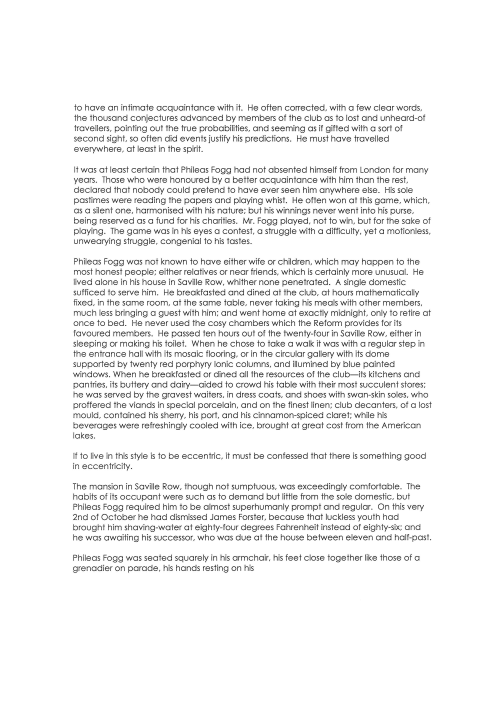 to have an intimate acquaintance with it.  He often corrected, with a few clear words,
the thousand conjectures advanced by members of the club as to lost and unheard-of
travellers, pointing out the true probabilities, and seeming as if gifted with a sort of
second sight, so often did events justify his predictions.  He must have travelled
everywhere, at least in the spirit.

It was at least certain that Phileas Fogg had not absented himself from London for many
years.  Those who were honoured by a better acquaintance with him than the rest,
declared that nobody could pretend to have ever seen him anywhere else.  His sole
pastimes were reading the papers and playing whist.  He often won at this game, which,
as a silent one, harmonised with his nature; but his winnings never went into his purse,
being reserved as a fund for his charities.  Mr. Fogg played, not to win, but for the sake of
playing.  The game was in his eyes a contest, a struggle with a difficulty, yet a motionless,
unwearying struggle, congenial to his tastes.

Phileas Fogg was not known to have either wife or children, which may happen to the
most honest people; either relatives or near friends, which is certainly more unusual.  He
lived alone in his house in Saville Row, whither none penetrated.  A single domestic
sufficed to serve him.  He breakfasted and dined at the club, at hours mathematically
fixed, in the same room, at the same table, never taking his meals with other members,
much less bringing a guest with him; and went home at exactly midnight, only to retire at
once to bed.  He never used the cosy chambers which the Reform provides for its
favoured members.  He passed ten hours out of the twenty-four in Saville Row, either in
sleeping or making his toilet.  When he chose to take a walk it was with a regular step in
the entrance hall with its mosaic flooring, or in the circular gallery with its dome
supported by twenty red porphyry Ionic columns, and illumined by blue painted
windows. When he breakfasted or dined all the resources of the club—its kitchens and
pantries, its buttery and dairy—aided to crowd his table with their most succulent stores;
he was served by the gravest waiters, in dress coats, and shoes with swan-skin soles, who
proffered the viands in special porcelain, and on the finest linen; club decanters, of a lost
mould, contained his sherry, his port, and his cinnamon-spiced claret; while his
beverages were refreshingly cooled with ice, brought at great cost from the American
lakes.

If to live in this style is to be eccentric, it must be confessed that there is something good
in eccentricity.

The mansion in Saville Row, though not sumptuous, was exceedingly comfortable.  The
habits of its occupant were such as to demand but little from the sole domestic, but
Phileas Fogg required him to be almost superhumanly prompt and regular.  On this very
2nd of October he had dismissed James Forster, because that luckless youth had
brought him shaving-water at eighty-four degrees Fahrenheit instead of eighty-six; and
he was awaiting his successor, who was due at the house between eleven and half-past.

Phileas Fogg was seated squarely in his armchair, his feet close together like those of a
grenadier on parade, his hands resting on his